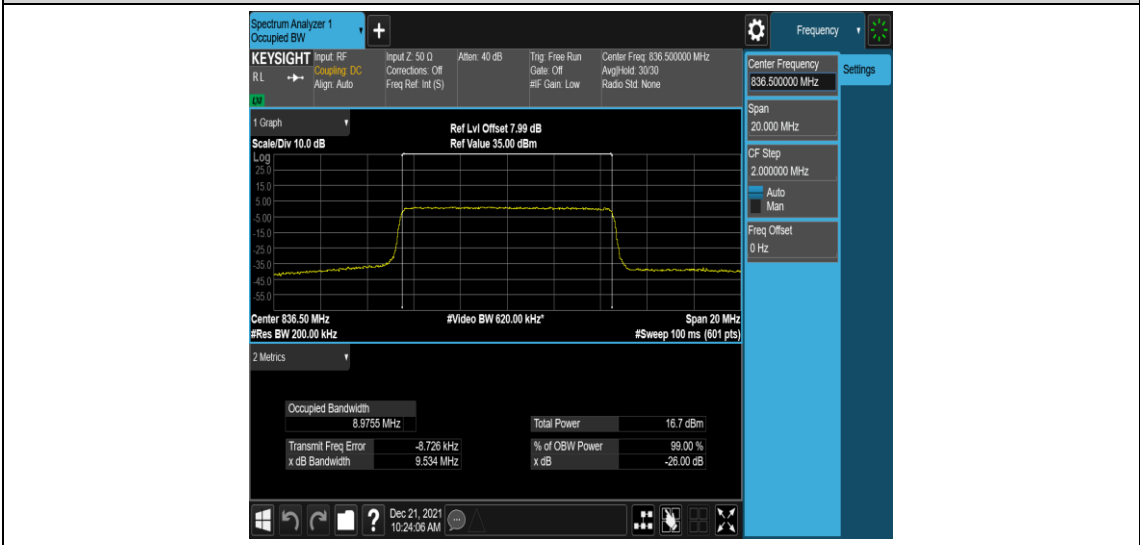 Spectrum Analyzer 1
Occupied BW
+
Frequency
KEYSIGHT
R L
LXI
Input: RF
Coupling: DC
Align: Auto
Input Z: 50 Ω
Corrections: Off
Freq Ref: Int (S)
Atten: 40 dB
Trig: Free Run
Gate: Off
#IF Gain: Low
Center Freq: 836.500000 MHz
Avg|Hold: 30/30
Radio Std: None
Center Frequency
836.500000 MHz
Settings
Span
20.000 MHz
CF Step
2.000000 MHz
Auto
Man
Freq Offset
0 Hz
1 Graph
Ref Lvl Offset 7.99 dB
Scale/Div 10.0 dB
Ref Value 35.00 dBm
Log
25.0
15.0
5.00
-5.00
-15.0
-25.0
-35.0
-45.0
-55.0
Center 836.50 MHz
#Video BW 620.00 kHz*
Span 20 MHz
#Res BW 200.00 kHz
#Sweep 100 ms (601 pts)
2 Metrics
Occupied Bandwidth
8.9755 MHz
Total Power 16.7 dBm
Transmit Freq Error -8.726 kHz
% of OBW Power 99.00 %
x dB Bandwidth 9.534 MHz
x dB -26.00 dB
?
Dec 21, 2021
10:24:06 AM